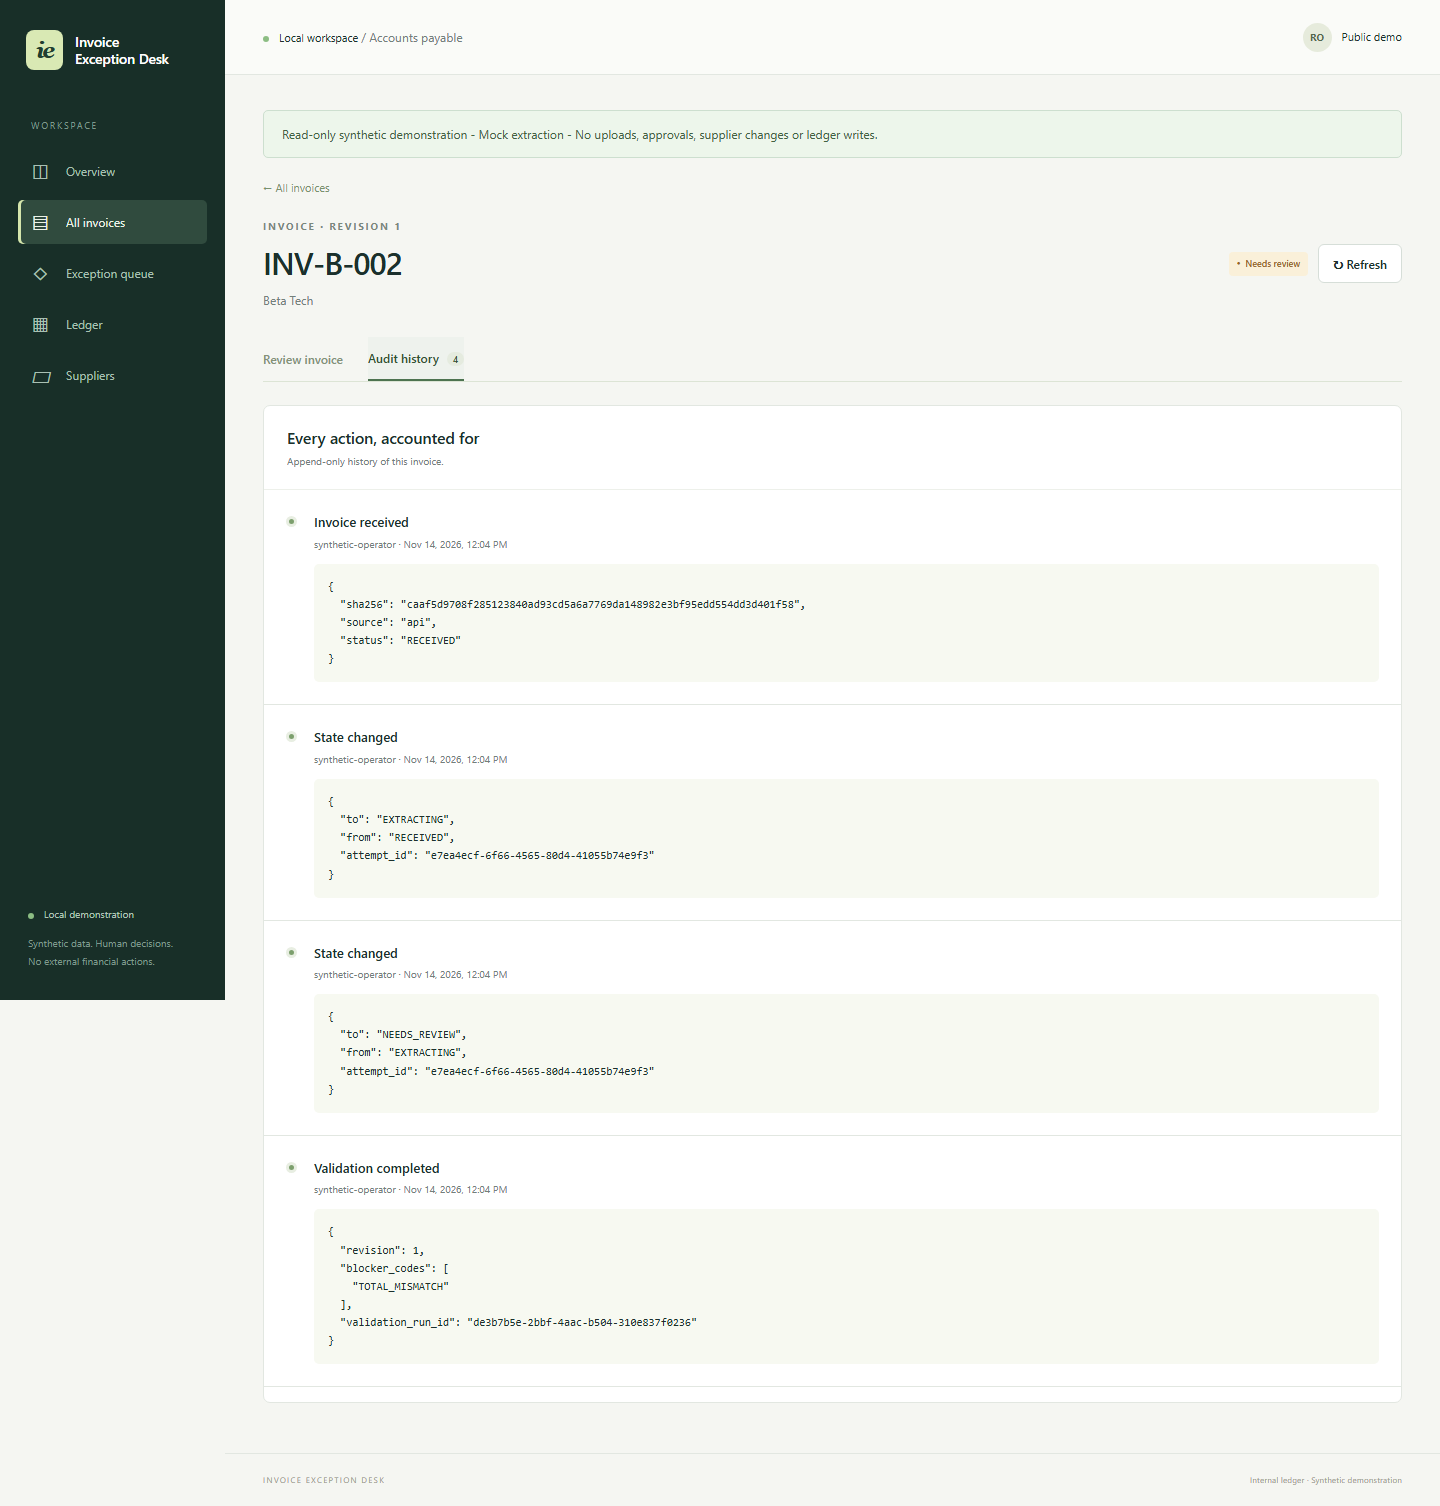 ie
Invoice
Exception Desk
WORKSPACE
Overview
All invoices
Exception queue
Ledger
Suppliers
Local demonstration
Synthetic data. Human decisions.
No external financial actions.
Local workspace / Accounts payable
RO Public demo
Read-only synthetic demonstration - Mock extraction - No uploads, approvals, supplier changes or ledger writes.
← All invoices
INVOICE · REVISION 1
INV-B-002
Beta Tech
• Needs review
↻ Refresh
Review invoice
Audit history 4
Every action, accounted for
Append-only history of this invoice.
Invoice received
synthetic-operator · Nov 14, 2026, 12:04 PM
{
"sha256": "caaf5d9708f285123840ad93cd5a6a7769da148982e3bf95edd554dd3d401f58",
"source": "api",
"status": "RECEIVED"
}
State changed
synthetic-operator · Nov 14, 2026, 12:04 PM
{
"to": "EXTRACTING",
"from": "RECEIVED",
"attempt_id": "e7ea4ecf-6f66-4565-80d4-41055b74e9f3"
}
State changed
synthetic-operator · Nov 14, 2026, 12:04 PM
{
"to": "NEEDS_REVIEW",
"from": "EXTRACTING",
"attempt_id": "e7ea4ecf-6f66-4565-80d4-41055b74e9f3"
}
Validation completed
synthetic-operator · Nov 14, 2026, 12:04 PM
{
"revision": 1,
"blocker_codes": [
"TOTAL_MISMATCH"
],
"validation_run_id": "de3b7b5e-2bbf-4aac-b504-310e837f0236"
}
INVOICE EXCEPTION DESK
Internal ledger · Synthetic demonstration